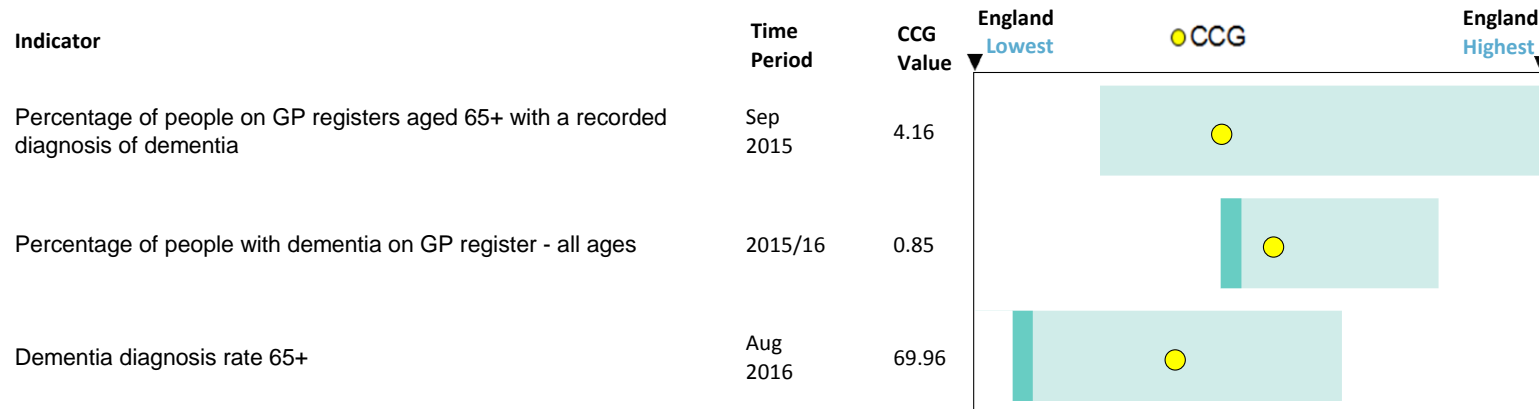 Indicator
Time
Period
CCG
Value
England
Lowest
CCG
England
Highest
Percentage of people on GP registers aged 65+ with a recorded
diagnosis of dementia
Sep
2015
4.16
Percentage of people with dementia on GP register - all ages
2015/16
0.85
Dementia diagnosis rate 65+
Aug
2016
69.96